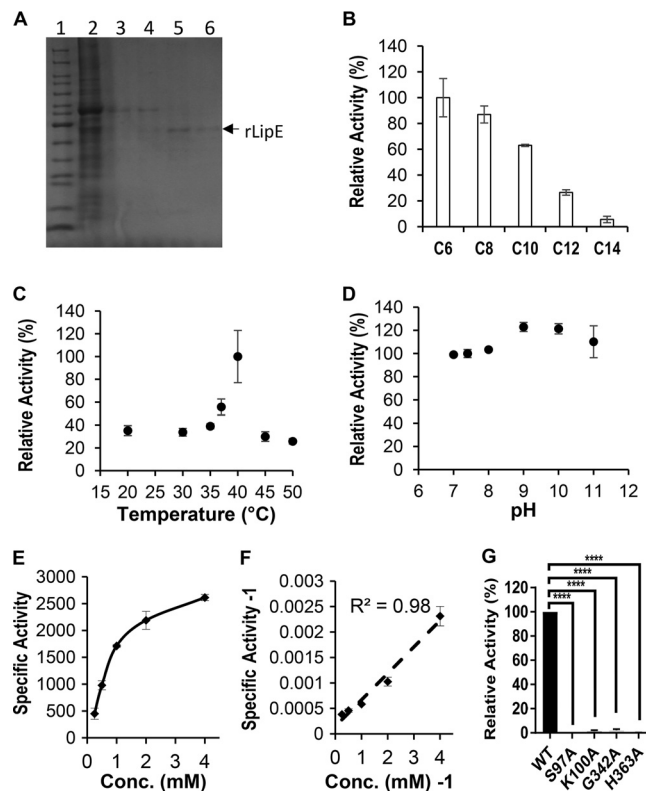 A
1 2 3 4 5 6
rLipE
B
Relative Activity (%)
140
120
100
80
60
40
20
0
C6 C8 C10 C12 C14
C
Relative Activity (%)
140
120
100
80
60
40
20
0
15 20 25 30 35 40 45 50
Temperature (°C)
D
Relative Activity (%)
140
120
100
80
60
40
20
0
6 7 8 9 10 11 12
pH
E
Specific Activity
3000
2500
2000
1500
1000
500
0
0 1 2 3 4
Conc. (mM)
F
Specific Activity -1
0.003
0.0025
0.002
0.0015
0.001
0.0005
0
R² = 0.98
0 1 2 3 4
Conc. (mM) -1
G
Relative Activity (%)
****
****
****
****
140
120
100
80
60
40
20
0
WT S97A K100A G342A H363A